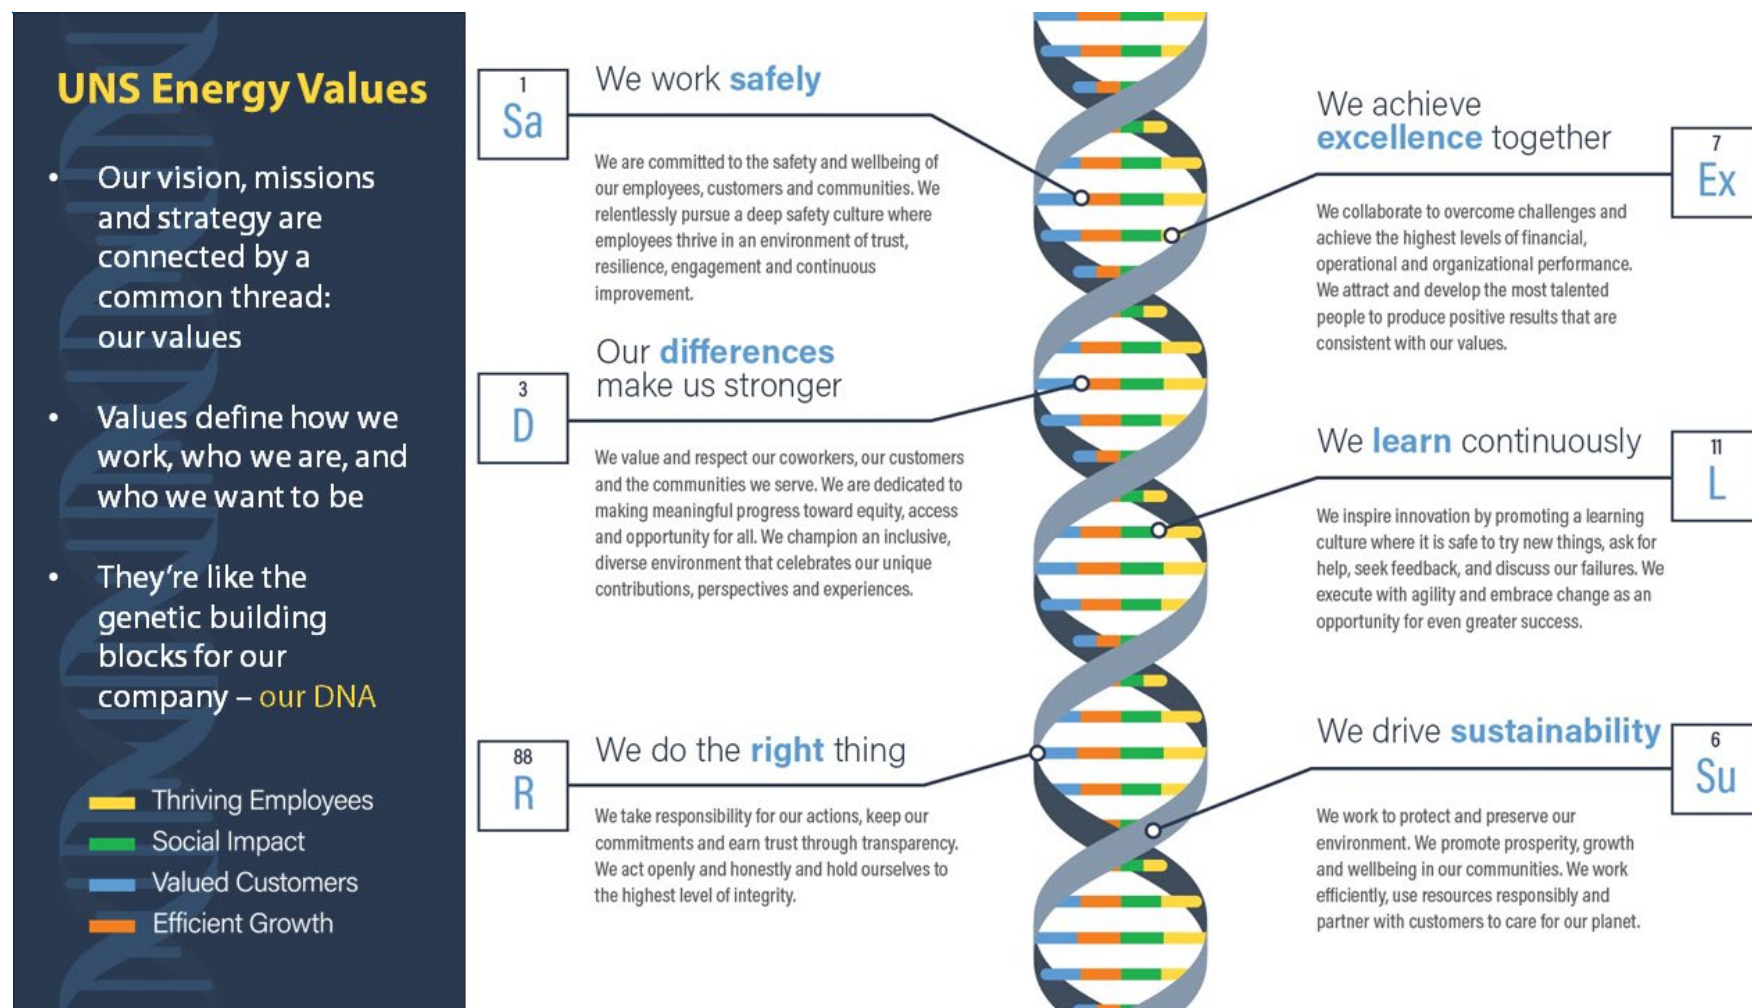 UNS Energy Values
• Our vision, missions
and strategy are
connected by a
common thread:
our values
• Values define how we
work, who we are, and
who we want to be
• They're like the
genetic building
blocks for our
company – our DNA
Thriving Employees
Social Impact
Valued Customers
Efficient Growth
1
Sa
We work safely
We are committed to the safety and wellbeing of
our employees, customers and communities. We
relentlessly pursue a deep safety culture where
employees thrive in an environment of trust,
resilience, engagement and continuous
improvement.
3
D
Our differences
make us stronger
We value and respect our coworkers, our customers
and the communities we serve. We are dedicated to
making meaningful progress toward equity, access
and opportunity for all. We champion an inclusive,
diverse environment that celebrates our unique
contributions, perspectives and experiences.
88
R
We do the right thing
We take responsibility for our actions, keep our
commitments and earn trust through transparency.
We act openly and honestly and hold ourselves to
the highest level of integrity.
We achieve
excellence together
7
Ex
We collaborate to overcome challenges and
achieve the highest levels of financial,
operational and organizational performance.
We attract and develop the most talented
people to produce positive results that are
consistent with our values.
We learn continuously
11
L
We inspire innovation by promoting a learning
culture where it is safe to try new things, ask for
help, seek feedback, and discuss our failures. We
execute with agility and embrace change as an
opportunity for even greater success.
We drive sustainability
6
Su
We work to protect and preserve our
environment. We promote prosperity, growth
and wellbeing in our communities. We work
efficiently, use resources responsibly and
partner with customers to care for our planet.